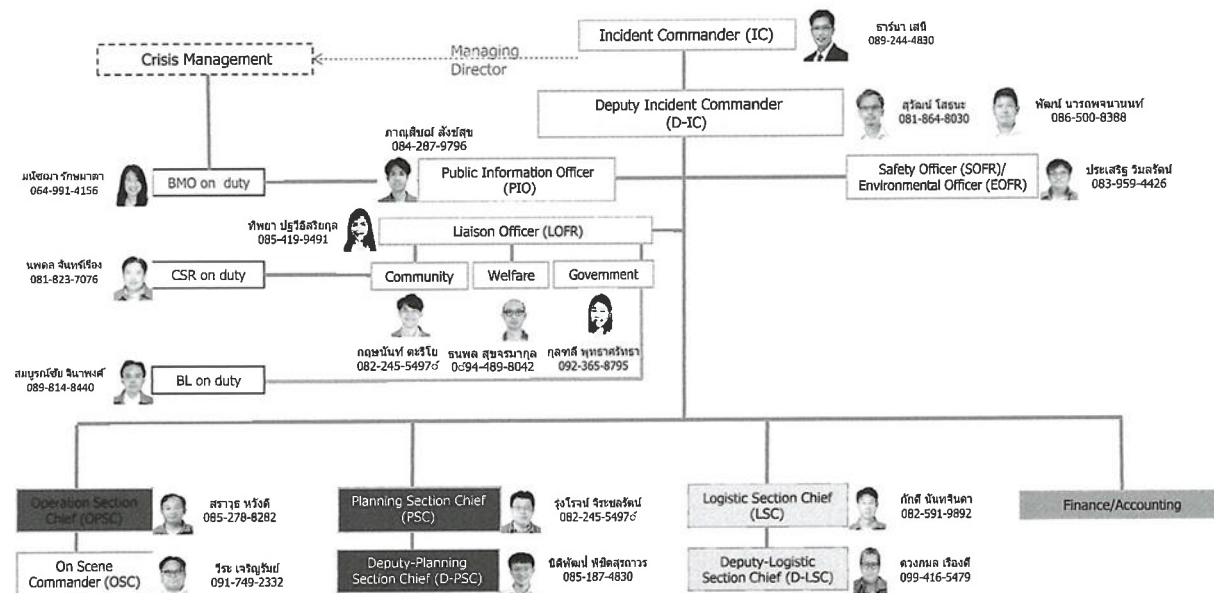 Incident Commander (IC)
ธาร์มา เสนี
089-244-4830
Crisis Management
Managing
Director
Deputy Incident Commander
(D-IC)
สุวัฒน์ โสธนะ
081-864-8030
พัฒน์ นารถพจนานนท์
086-500-8388
ภาณุสิษฌ์ สังข์สุข
084-287-9796
มนัชฌา รักษมาตา
064-991-4156
BMO on duty
Public Information Officer
(PIO)
Safety Officer (SOFR)/
Environmental Officer (EOFR)
ประเสริฐ วิมลรัตน์
083-959-4426
ทิพยา ปฐวีอิสริยกุล
085-419-9491
Liaison Officer (LOFR)
นพดล จันทร์เรือง
081-823-7076
CSR on duty
Community
Welfare
Government
กฤษนันท์ ตะริโย
082-245-5497
ธนพล สุขจรมากุล
094-489-8042
กุลฑลี พุทธาศรัทธา
092-365-8795
สมบูรณ์ชัย จินาพงศ์
089-814-8440
BL on duty
Operation Section
Chief (OPSC)
สราวุธ หวังดี
085-278-8282
Planning Section Chief
(PSC)
รุ่งโรจน์ จิระชลรัตน์
082-245-5497
Logistic Section Chief
(LSC)
ภักดี นันทจินดา
082-591-9892
Finance/Accounting
On Scene
Commander (OSC)
วีระ เจริญรัมย์
091-749-2332
Deputy-Planning
Section Chief (D-PSC)
นิติพัฒน์ พิชิตสุรถาวร
085-187-4830
Deputy-Logistic
Section Chief (D-LSC)
ดวงกมล เรืองดี
099-416-5479